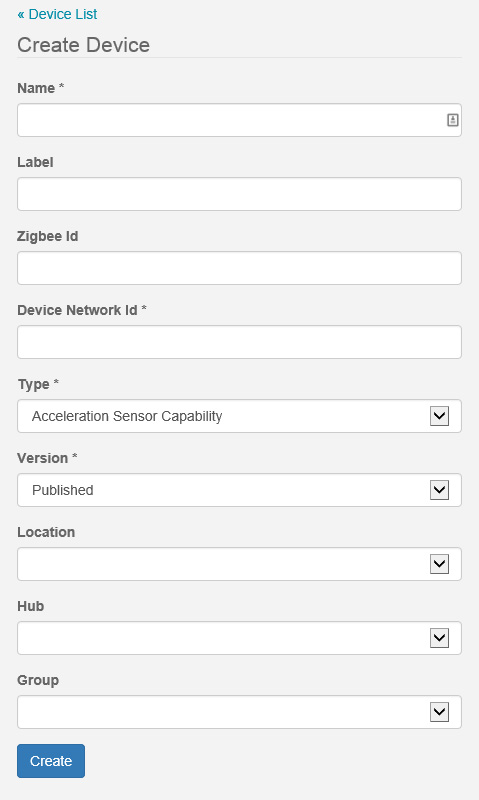 « Device List
Create Device
Name *
Label
Zigbee Id
Device Network Id *
Type *
Acceleration Sensor Capability
Version *
Published
Location
Hub
Group
Create